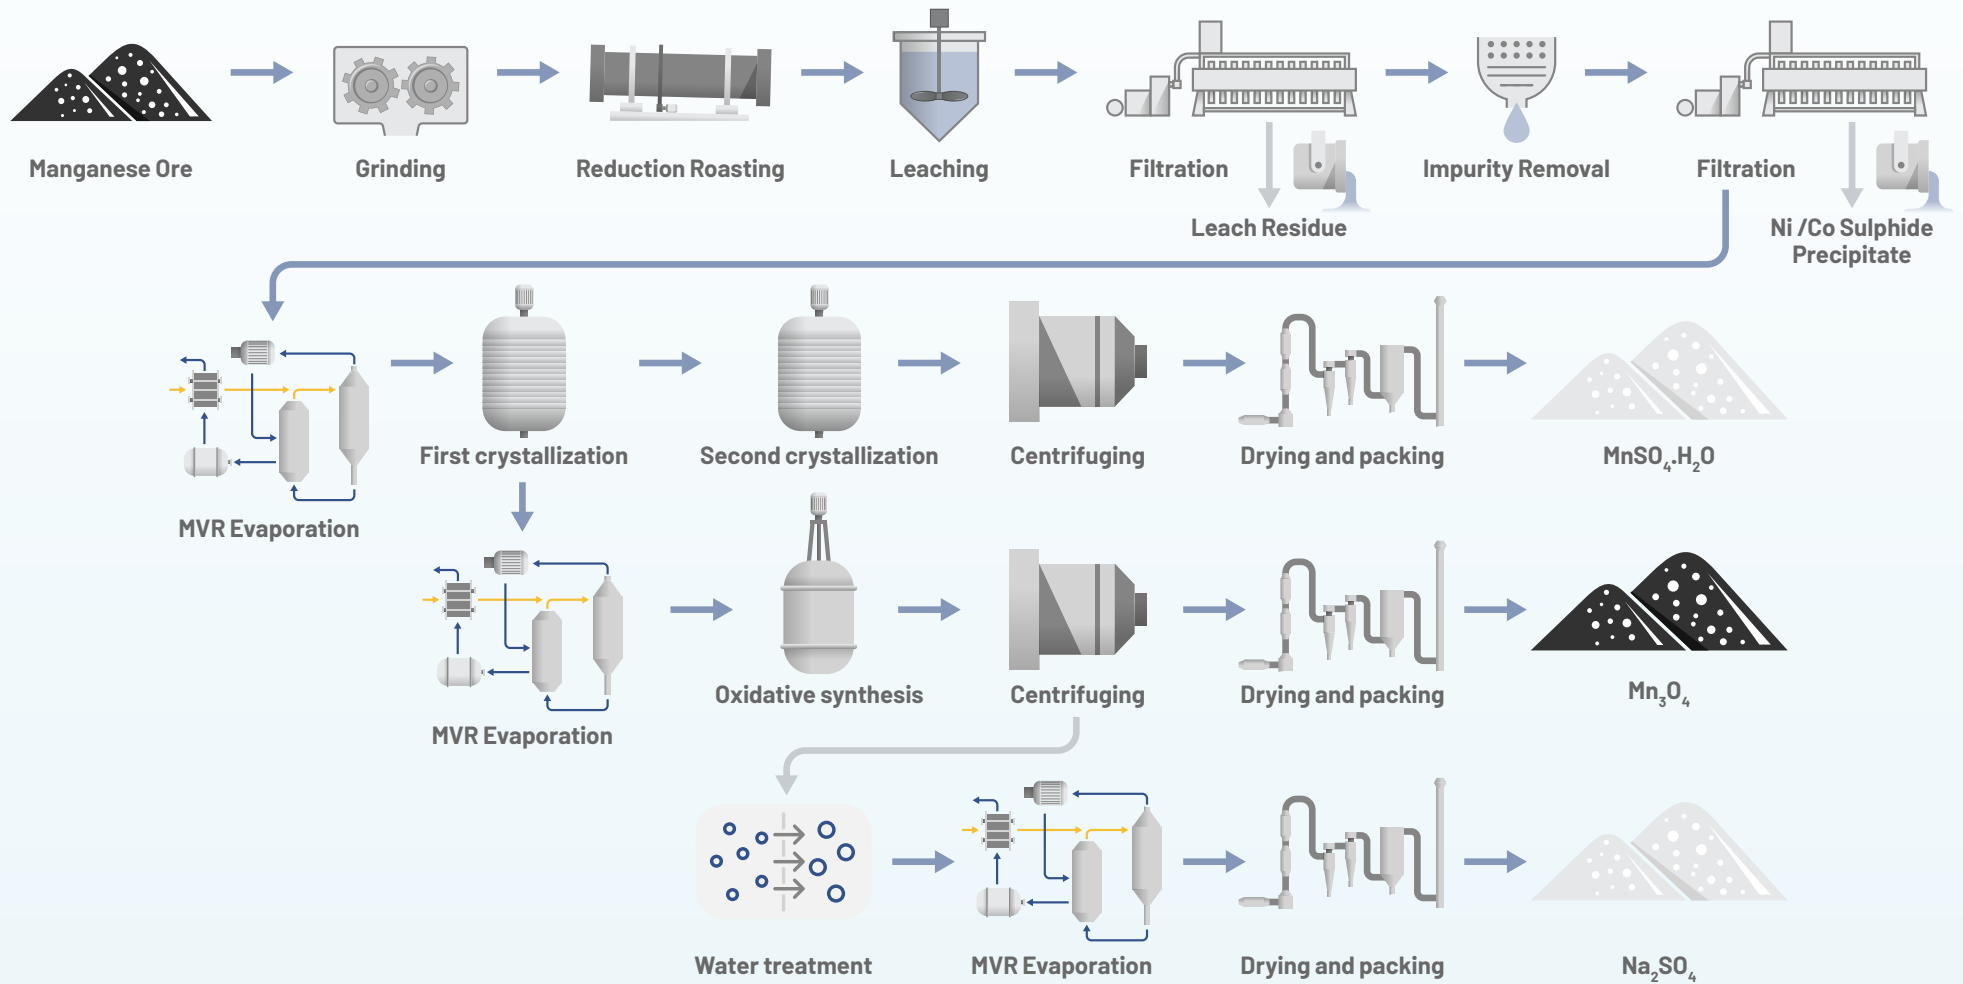 Manganese Ore
Grinding
Reduction Roasting
Leaching
Filtration
Impurity Removal
Filtration
Leach Residue
Ni /Co Sulphide
Precipitate
First crystallization
Second crystallization
Centrifuging
Drying and packing
MnSO₄.H₂O
MVR Evaporation
Oxidative synthesis
Centrifuging
Drying and packing
Mn₃O₄
MVR Evaporation
Water treatment
MVR Evaporation
Drying and packing
Na₂SO₄